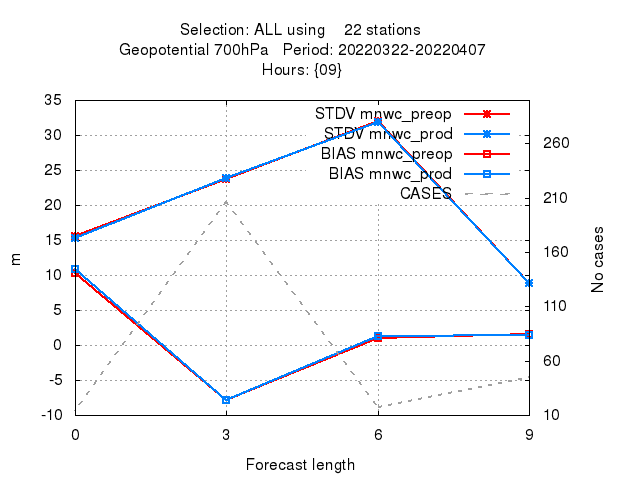 Selection: ALL using 22 stations
Geopotential 700hPa Period: 20220322-20220407
Hours: {09}
35
30
25
20
15
10
5
0
-5
-10
m
STDV mnwc_preop
STDV mnwc_prod
BIAS mnwc_preop
BIAS mnwc_prod
CASES
260
210
160
110
60
10
No cases
0 3 6 9
Forecast length